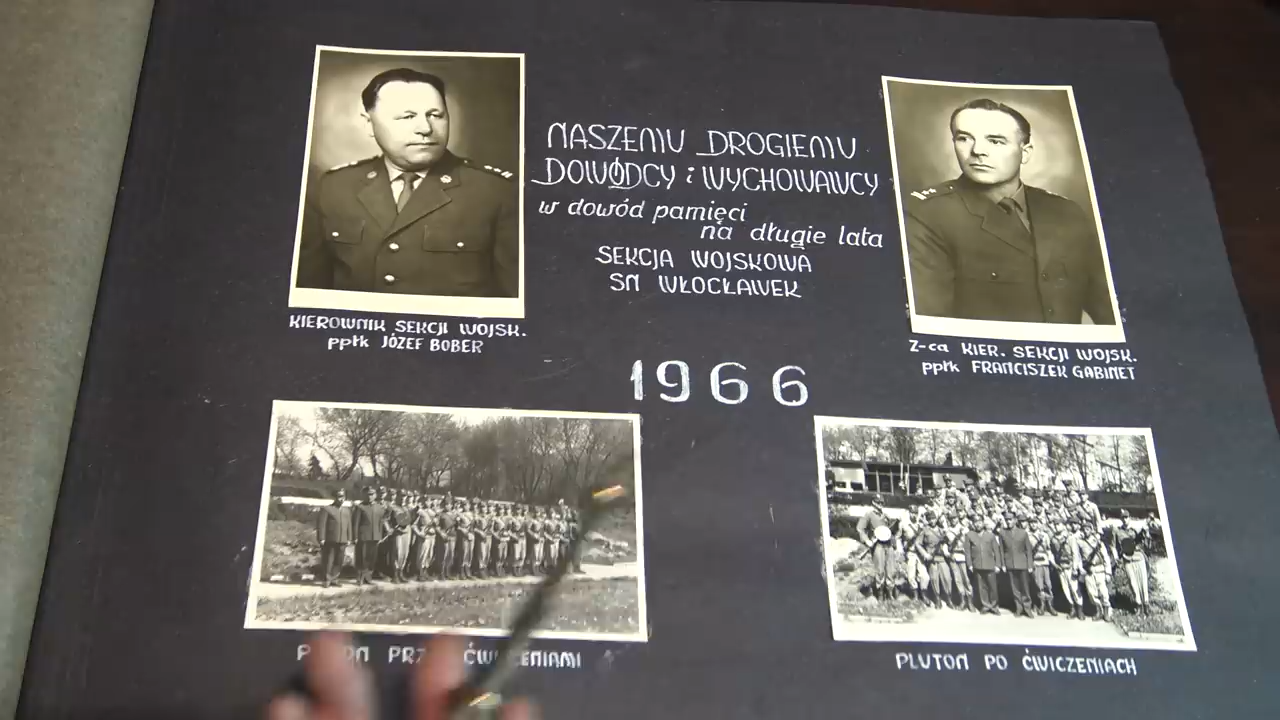 NASZEMU DROGIEMU
DOWÓDCY i WYCHOWAWCY
w dowód pamięci
na długie lata
SEKCJA WOJSKOWA
SN WŁOCŁAWEK
KIEROWNIK SEKCJI WOJSK.
ppłk JÓZEF BOBER
Z-ca KIER. SEKCJI WOJSK.
ppłk FRANCISZEK GABINET
1966
PLUTON PO ĆWICZENIACH